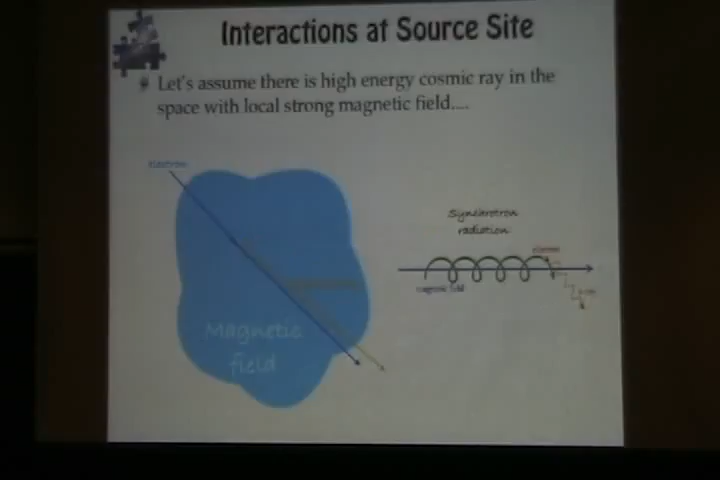 Interactions at Source Site
Let's assume there is high energy cosmic ray in the
space with local strong magnetic field....
electron
Synchrotron
radiation
electron
magnetic field
Magnetic
field